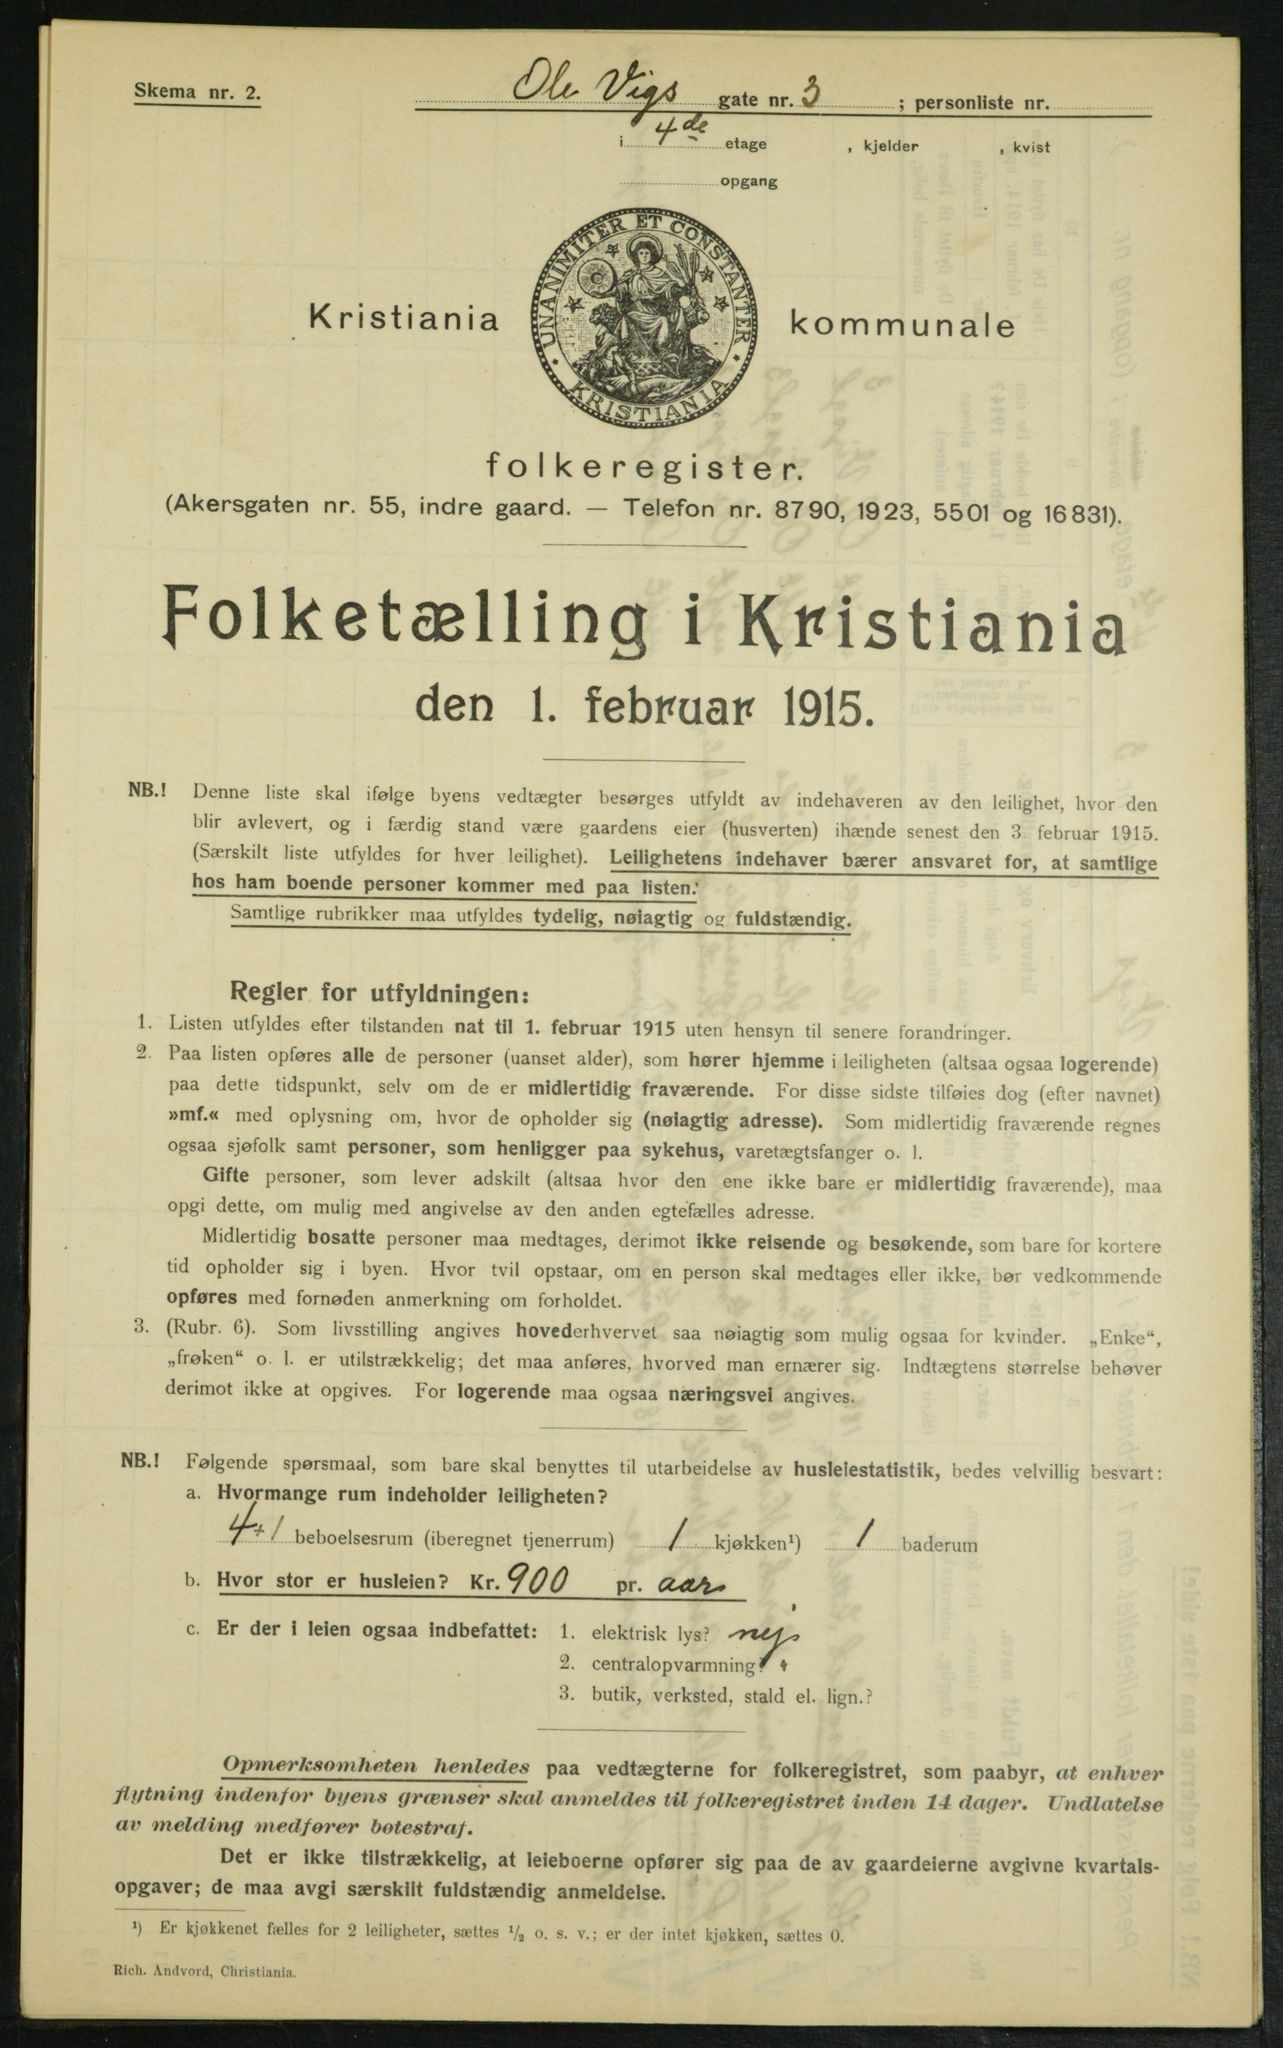 Skema nr. 2.
Ole Vigs gate nr. 3 ; personliste nr.
i 4de etage , kjelder , kvist
opgang
UNANIMITER ET CONSTANTER
KRISTIANIA
Kristiania kommunale
folkeregister.
(Akersgaten nr. 55, indre gaard. — Telefon nr. 8790, 1923, 5501 og 16831).
Folketælling i Kristiania
den 1. februar 1915.
NB.! Denne liste skal ifølge byens vedtægter besørges utfyldt av indehaveren av den leilighet, hvor den
blir avlevert, og i færdig stand være gaardens eier (husverten) ihænde senest den 3. februar 1915.
(Særskilt liste utfyldes for hver leilighet). Leilighetens indehaver bærer ansvaret for, at samtlige
hos ham boende personer kommer med paa listen.
Samtlige rubrikker maa utfyldes tydelig, nøiagtig og fuldstændig.
Regler for utfyldningen:
1. Listen utfyldes efter tilstanden nat til 1. februar 1915 uten hensyn til senere forandringer.
2. Paa listen opføres alle de personer (uanset alder), som hører hjemme i leiligheten (altsaa ogsaa logerende)
paa dette tidspunkt, selv om de er midlertidig fraværende. For disse sidste tilføies dog (efter navnet)
»mf.« med oplysning om, hvor de opholder sig (nøiagtig adresse). Som midlertidig fraværende regnes
ogsaa sjøfolk samt personer, som henligger paa sykehus, varetægtsfanger o. l.
Gifte personer, som lever adskilt (altsaa hvor den ene ikke bare er midlertidig fraværende), maa
opgi dette, om mulig med angivelse av den anden egtefælles adresse.
Midlertidig bosatte personer maa medtages, derimot ikke reisende og besøkende, som bare for kortere
tid opholder sig i byen. Hvor tvil opstaar, om en person skal medtages eller ikke, bør vedkommende
opføres med fornøden anmerkning om forholdet.
3. (Rubr. 6). Som livsstilling angives hovederhvervet saa nøiagtig som mulig ogsaa for kvinder. „Enke“,
„frøken“ o. l. er utilstrækkelig; det maa anføres, hvorved man ernærer sig. Indtægtens størrelse behøver
derimot ikke at opgives. For logerende maa ogsaa næringsvei angives.
NB.! Følgende spørsmaal, som bare skal benyttes til utarbeidelse av husleiestatistik, bedes velvillig besvart:
a. Hvormange rum indeholder leiligheten?
4+1 beboelsesrum (iberegnet tjenerrum) 1 kjøkken¹) 1 baderum
b. Hvor stor er husleien? Kr. 900 pr. aar
c. Er der i leien ogsaa indbefattet: 1. elektrisk lys? nej
2. centralopvarmning? "
3. butik, verksted, stald el. lign.?
Opmerksomheten henledes paa vedtægterne for folkeregistret, som paabyr, at enhver
flytning indenfor byens grænser skal anmeldes til folkeregistret inden 14 dager. Undlatelse
av melding medfører botestraf.
Det er ikke tilstrækkelig, at leieboerne opfører sig paa de av gaardeierne avgivne kvartals-
opgaver; de maa avgi særskilt fuldstændig anmeldelse.
¹) Er kjøkkenet fælles for 2 leiligheter, sættes ½ o. s. v.; er der intet kjøkken, sættes 0.
Rich. Andvord, Christiania.